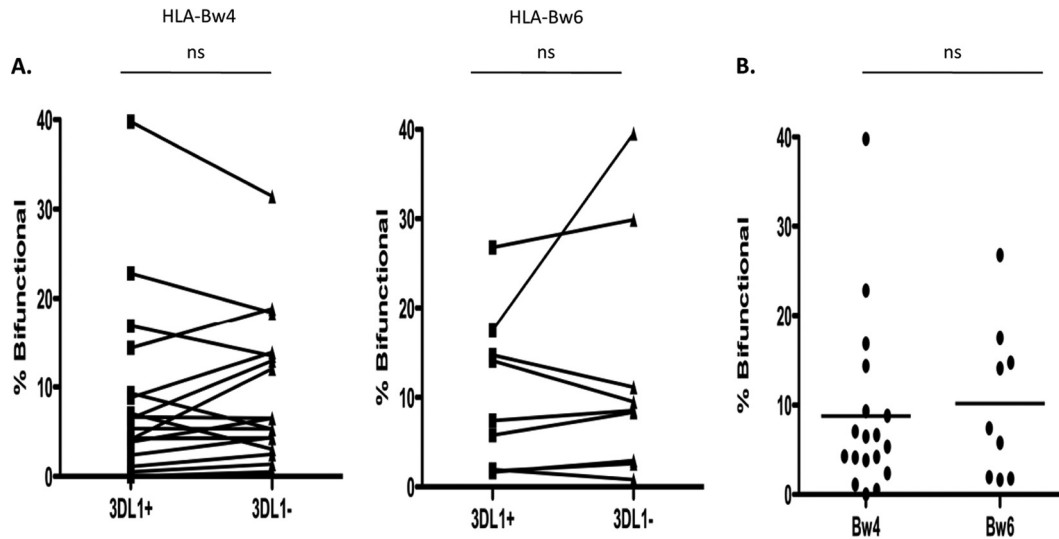 HLA-Bw4
ns
A.
% Bifunctional
40
30
20
10
0
3DL1+ 3DL1-
HLA-Bw6
ns
% Bifunctional
40
30
20
10
0
3DL1+ 3DL1-
B.
ns
% Bifunctional
40
30
20
10
0
Bw4 Bw6